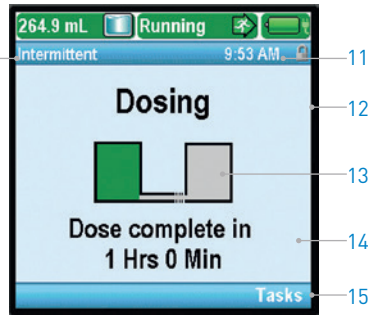 264.9 mL Running
Intermittent 9:53 AM 11
Dosing
12
13
Dose complete in
1 Hrs 0 Min
14
Tasks 15